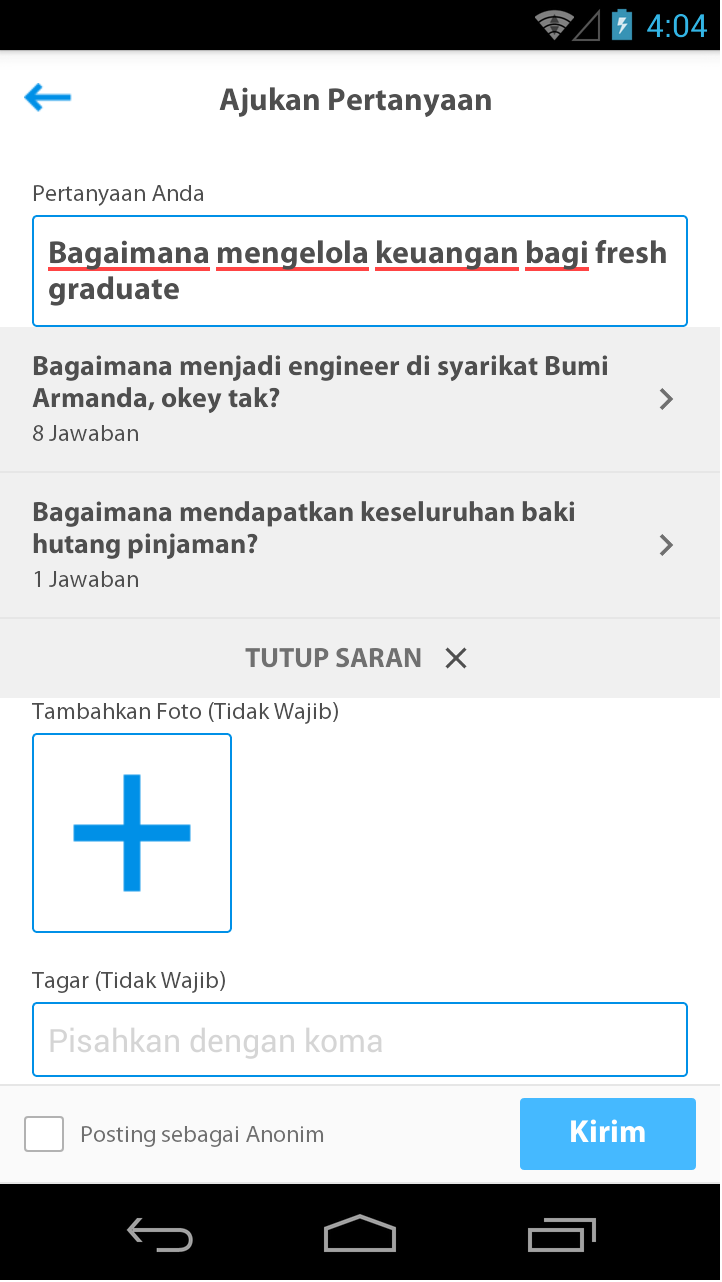 4:04
Ajukan Pertanyaan
Pertanyaan Anda
Bagaimana mengelola keuangan bagi fresh
graduate
Bagaimana menjadi engineer di syarikat Bumi
Armanda, okey tak?
8 Jawaban
Bagaimana mendapatkan keseluruhan baki
hutang pinjaman?
1 Jawaban
TUTUP SARAN
Tambahkan Foto (Tidak Wajib)
Tagar (Tidak Wajib)
Pisahkan dengan koma
Posting sebagai Anonim
Kirim